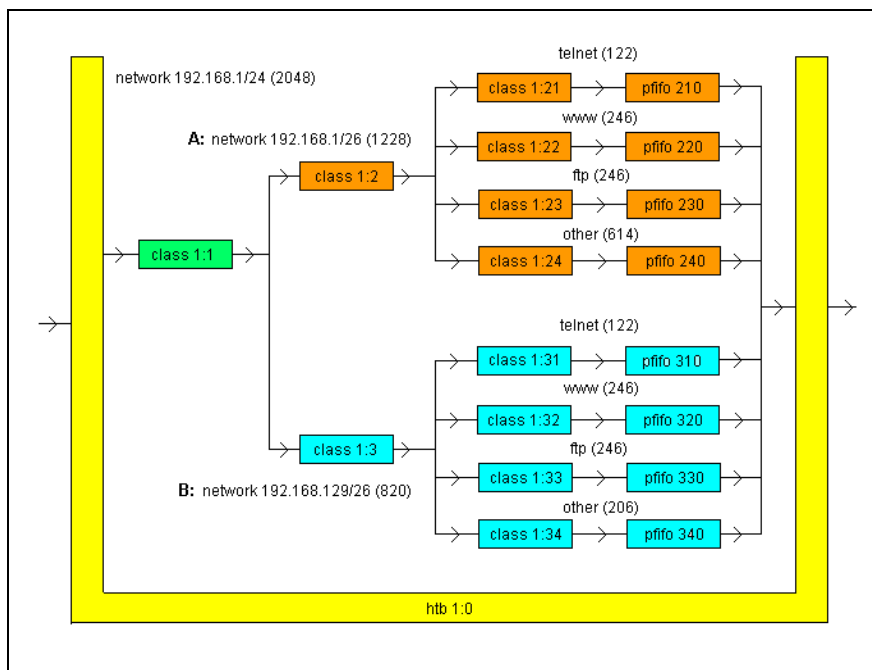 network 192.168.1/24 (2048)
A: network 192.168.1/26 (1228)
class 1:1
class 1:2
telnet (122)
class 1:21
pfifo 210
www (246)
class 1:22
pfifo 220
ftp (246)
class 1:23
pfifo 230
other (614)
class 1:24
pfifo 240
class 1:3
B: network 192.168.129/26 (820)
telnet (122)
class 1:31
pfifo 310
www (246)
class 1:32
pfifo 320
ftp (246)
class 1:33
pfifo 330
other (206)
class 1:34
pfifo 340
htb 1:0